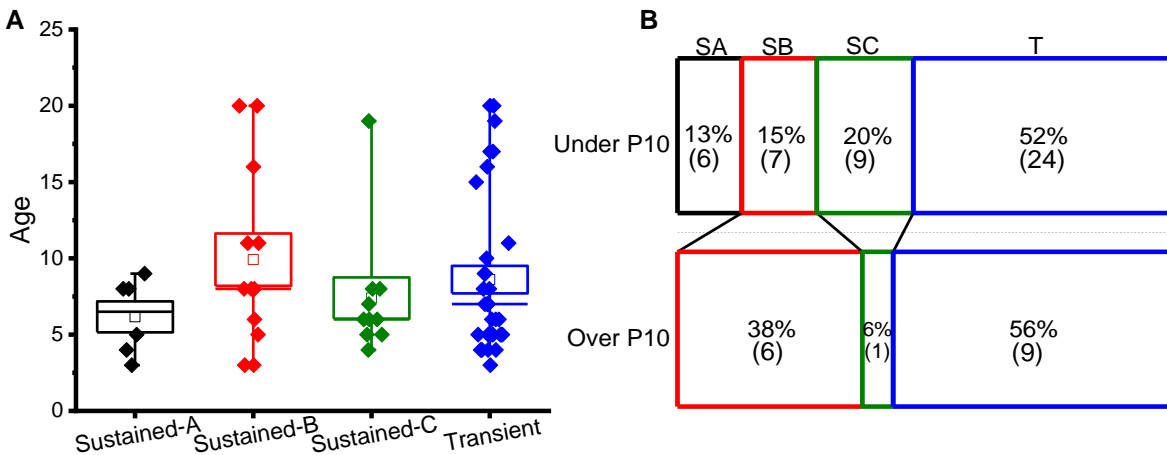 A
25
20
15
10
5
0
Age
Sustained-A
Sustained-B
Sustained-C
Transient
B
SA SB SC T
Under P10
13% 15% 20% 52%
(6) (7) (9) (24)
Over P10
38% 6% 56%
(6) (1) (9)